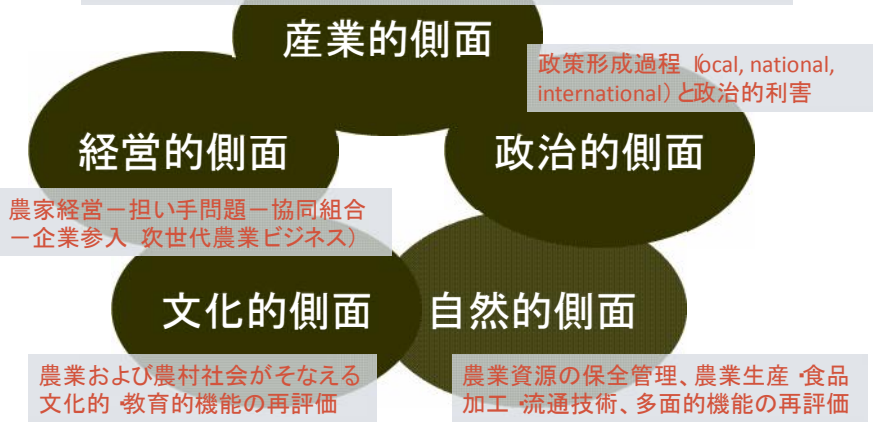 産業的側面
政策形成過程（local, national,
international）と政治的利害
経営的側面
政治的側面
農家経営－担い手問題－協同組合
－企業参入（次世代農業ビジネス）
文化的側面
自然的側面
農業および農村社会がそなえる
文化的・教育的機能の再評価
農業資源の保全管理、農業生産・食品
加工・流通技術、多面的機能の再評価